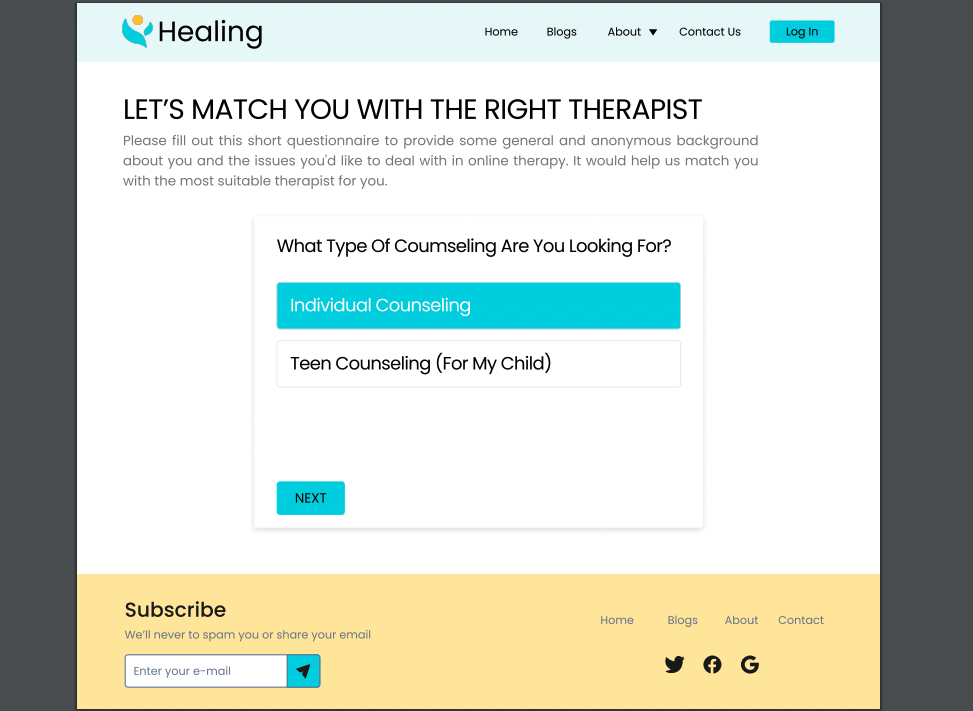 Healing
Home Blogs About Contact Us Log In
LET’S MATCH YOU WITH THE RIGHT THERAPIST
Please fill out this short questionnaire to provide some general and anonymous background
about you and the issues you'd like to deal with in online therapy. It would help us match you
with the most suitable therapist for you.
What Type Of Coumseling Are You Looking For?
Individual Counseling
Teen Counseling (For My Child)
NEXT
Subscribe
We’ll never to spam you or share your email
Enter your e-mail
Home Blogs About Contact